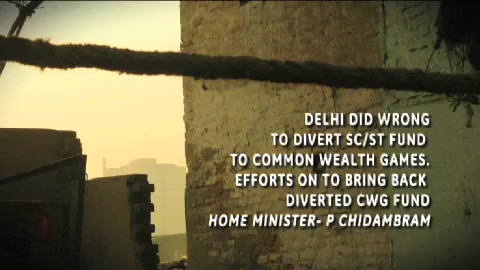 DELHI DID WRONG
TO DIVERT SC/ST FUND
TO COMMON WEALTH GAMES.
EFFORTS ON TO BRING BACK
DIVERTED CWG FUND
HOME MINISTER- P CHIDAMBRAM